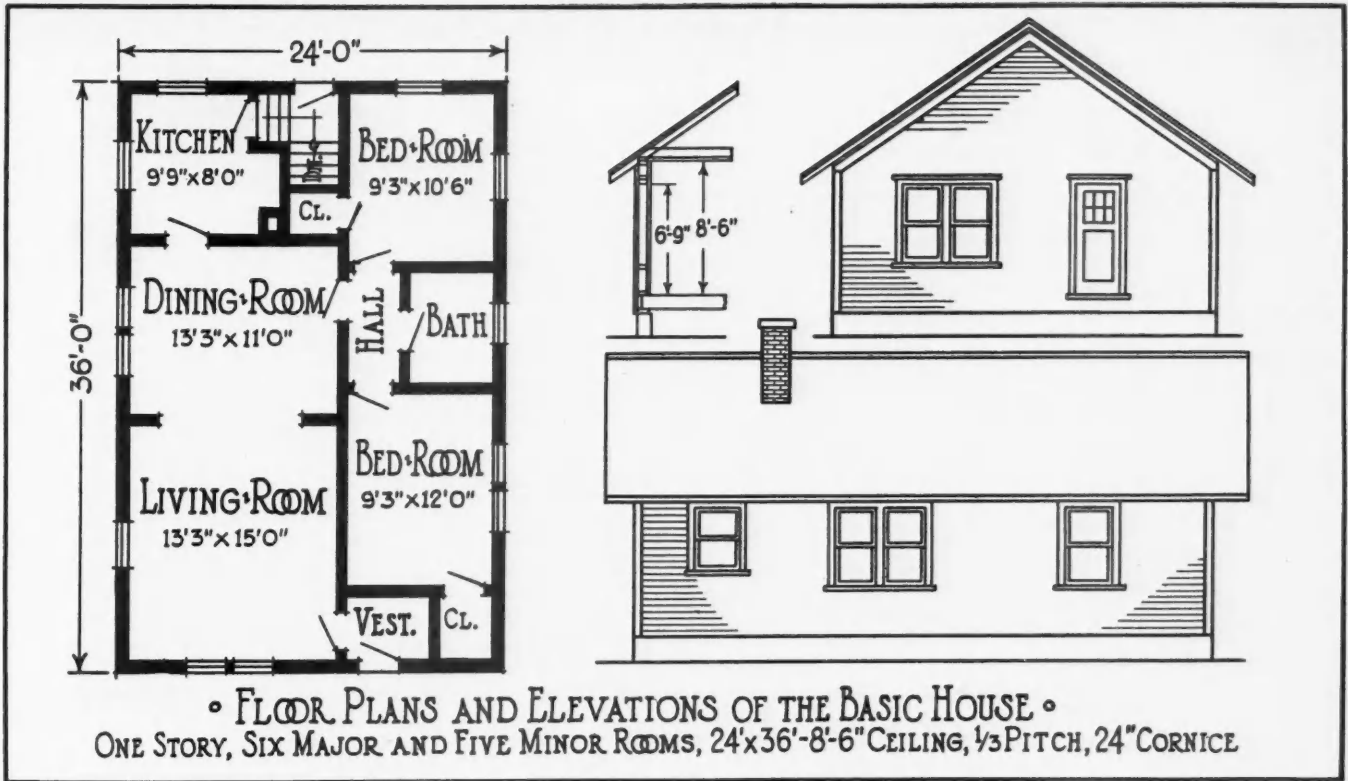 24'-0"
36'-0"
KITCHEN
9'9"x8'0"
BED-ROOM
9'3"x10'6"
CL.
DINING-ROOM
13'3"x11'0"
HALL
BATH
LIVING-ROOM
13'3"x15'0"
BED-ROOM
9'3"x12'0"
VEST.
CL.
6'-9" 8'-6"
• FLOOR PLANS AND ELEVATIONS OF THE BASIC HOUSE •
ONE STORY, SIX MAJOR AND FIVE MINOR ROOMS, 24'x36'-8'-6" CEILING, 1/3 PITCH, 24" CORNICE